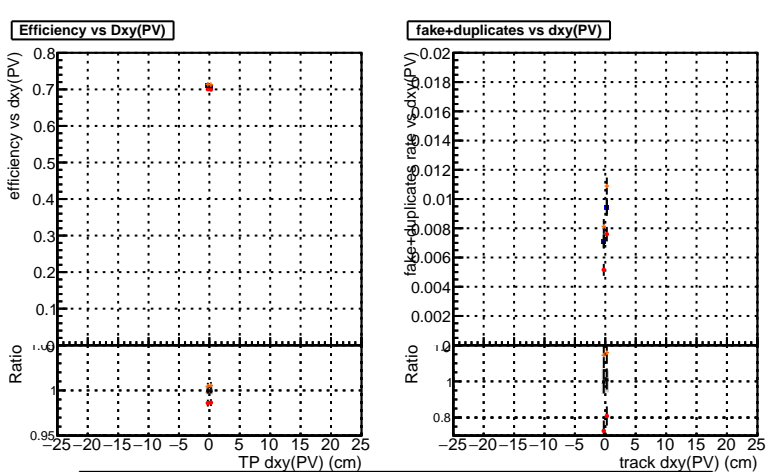 Efficiency vs Dxy(PV)
efficiency vs dxy(PV)
0.8
0.7
0.6
0.5
0.4
0.3
0.2
0.1
0
Ratio
1
0.95
−25 −20 −15 −10 −5 0 5 10 15 20 25
TP dxy(PV) (cm)
fake+duplicates vs dxy(PV)
fake+duplicates rate vs dxy(PV)
0.02
0.018
0.016
0.014
0.012
0.01
0.008
0.006
0.004
0.002
0
Ratio
1
0.8
−25 −20 −15 −10 −5 0 5 10 15 20 25
track dxy(PV) (cm)